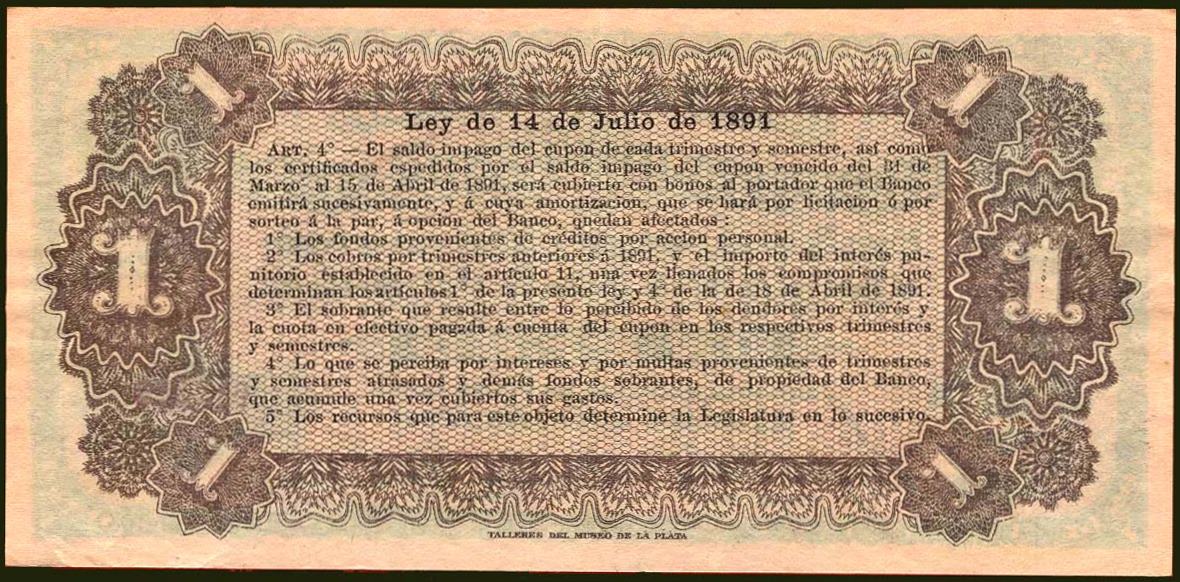 1 1
Ley de 14 de Julio de 1891
ART. 4° — El saldo impago del cupon de cada trimestre y semestre, así como
los certificados espedidos por el saldo impago del cupon vencido del 31 de
Marzo al 15 de Abril de 1891, será cubierto con bonos al portador que el Banco
emitirá sucesivamente, y á cuya amortizacion, que se hará por licitacion ó por
sorteo á la par, á opcion del Banco, quedan afectados :
1° Los fondos provenientes de créditos por accion personal.
2° Los cobros por trimestres anteriores á 1891, y el importe del interés pu-
nitorio establecido en el artículo 11, una vez llenados los compromisos que
determinan los artículos 1° de la presente ley y 4° de la de 18 de Abril de 1891.
1 1
3° El sobrante que resulte entre lo percibido de los deudores por interés y
la cuota en efectivo pagada á cuenta del cupon en los respectivos trimestres
y semestres.
4° Lo que se perciba por intereses y por multas provenientes de trimestres
y semestres atrasados y demás fondos sobrantes, de propiedad del Banco,
que acumule una vez cubiertos sus gastos.
5° Los recursos que para este objeto determine la Legislatura en lo sucesivo.
1 1
TALLERES DEL MUSEO DE LA PLATA